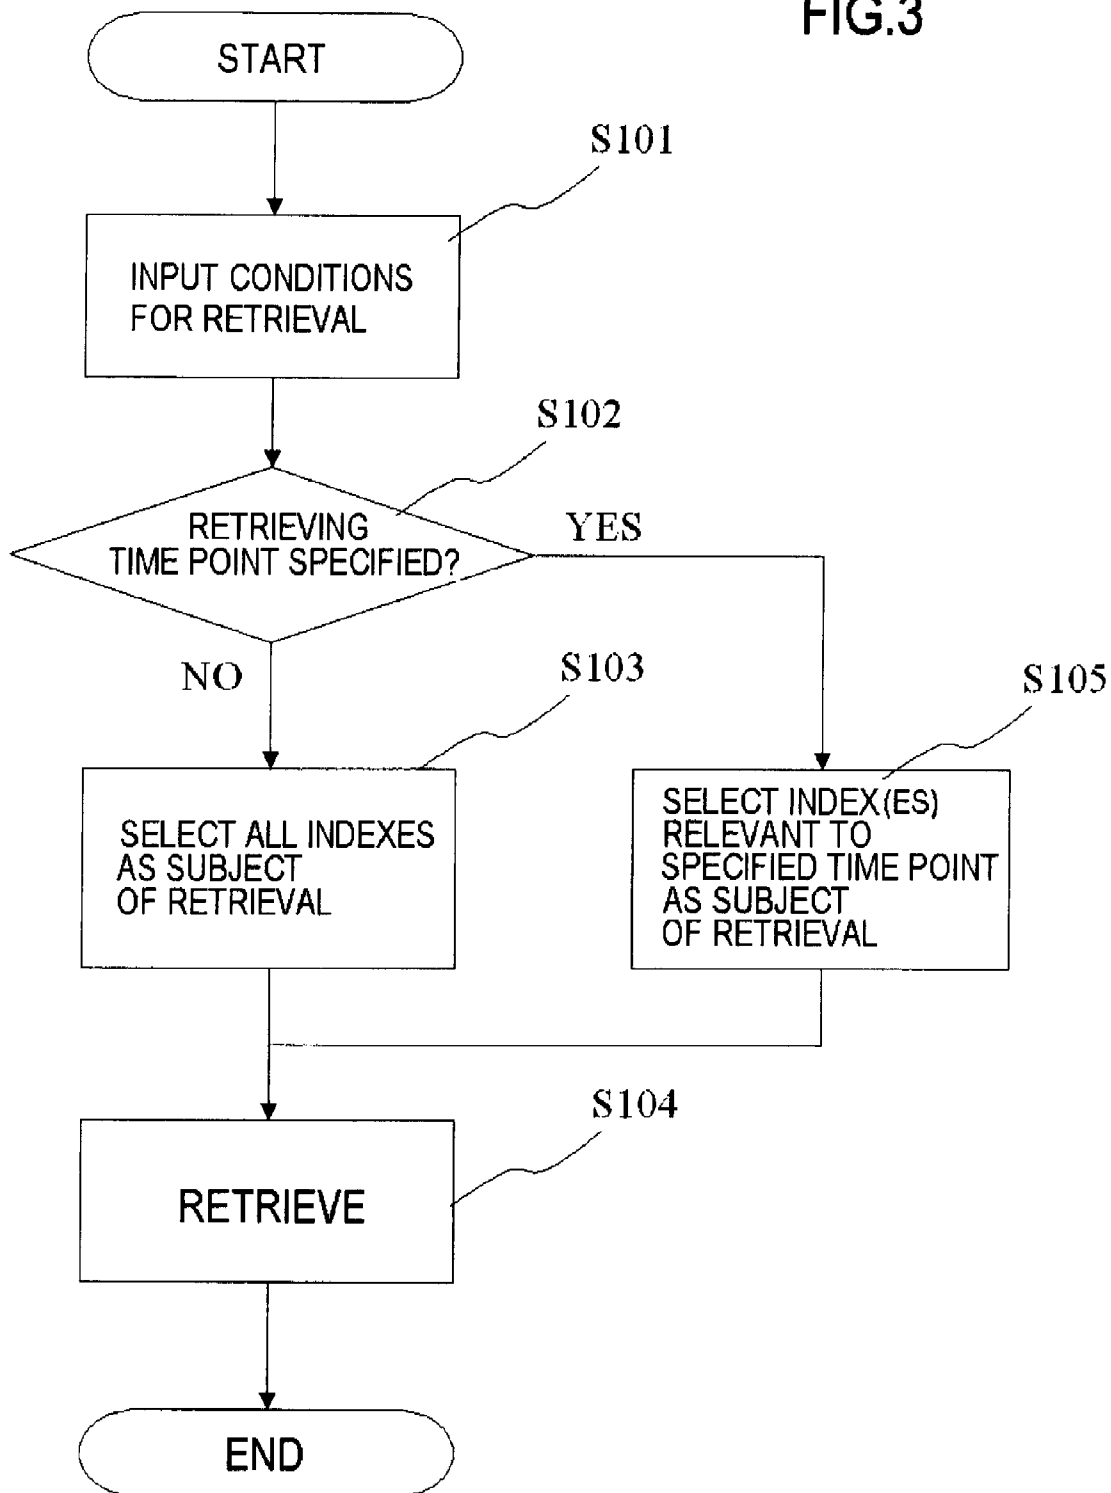 FIG.3
START
S101
INPUT CONDITIONS
FOR RETRIEVAL
S102
RETRIEVING
TIME POINT SPECIFIED?
YES
NO
S103
S105
SELECT ALL INDEXES
AS SUBJECT
OF RETRIEVAL
SELECT INDEX(ES)
RELEVANT TO
SPECIFIED TIME POINT
AS SUBJECT
OF RETRIEVAL
S104
RETRIEVE
END